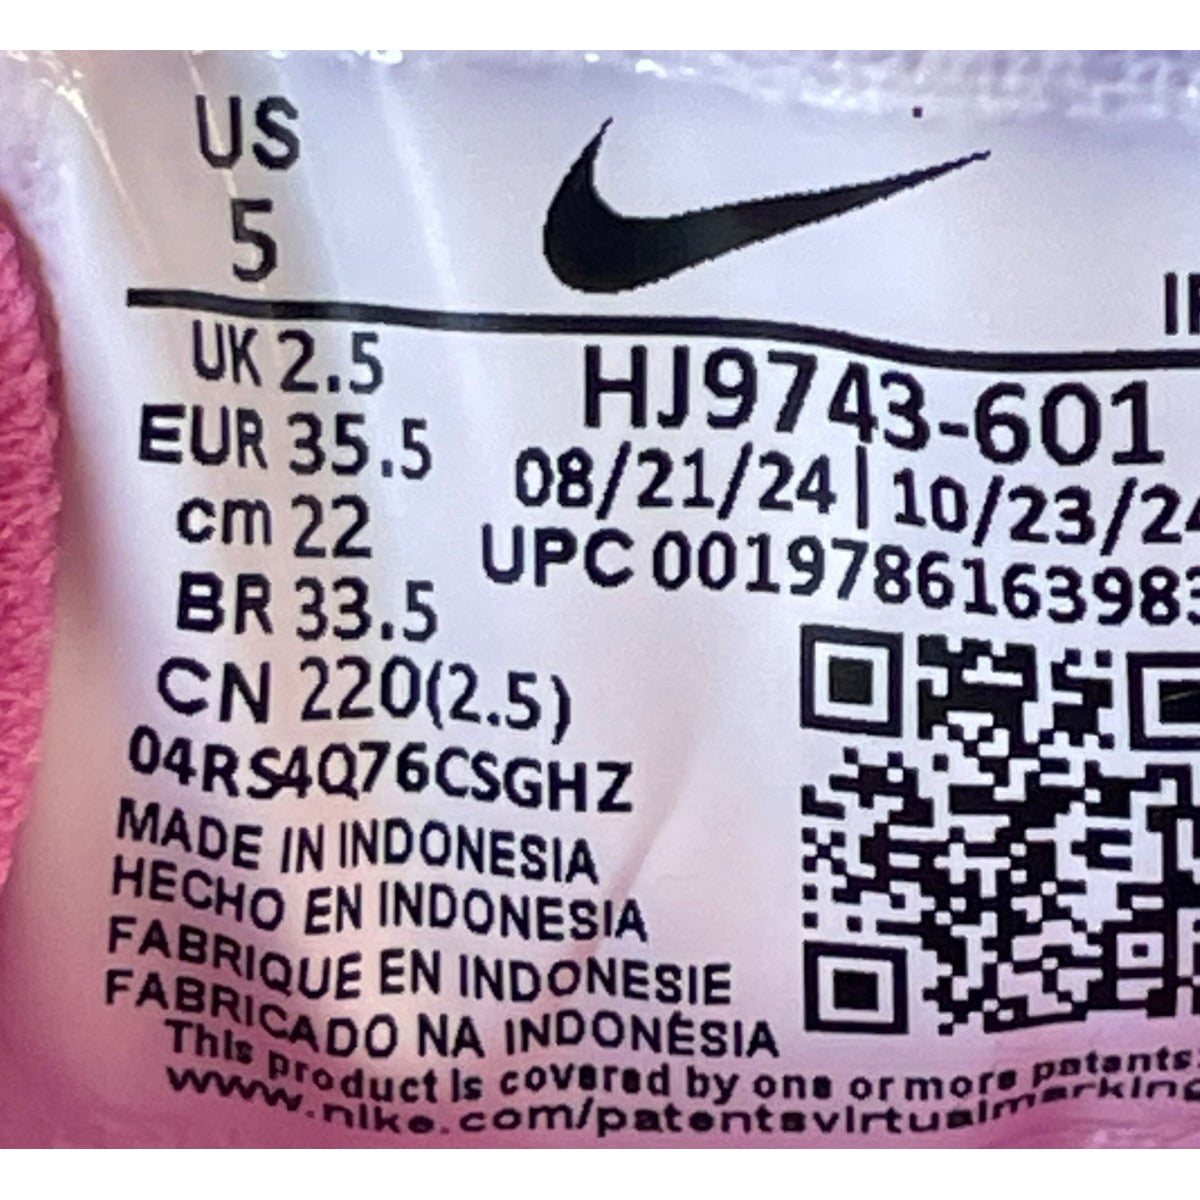 US
5
UK 2.5
EUR 35.5
cm 22
BR 33.5
CN 220(2.5)
04RS4Q76CSGHZ
MADE IN INDONESIA
HECHO EN INDONESIA
FABRIQUE EN INDONESIE
FABRICADO NA INDONÉSIA
HJ9743-601
08/21/24 | 10/23/24
UPC 0019786163983
This product is covered by one or more patents.
www.nike.com/patentsvirtualmarking